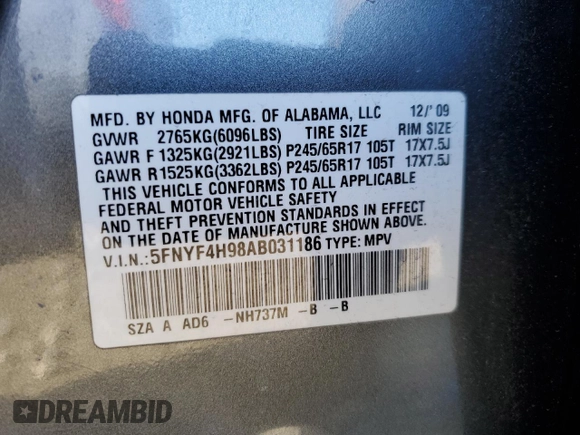 MFD. BY HONDA MFG. OF ALABAMA, LLC 12/'09
GVWR 2765KG(6096LBS) TIRE SIZE RIM SIZE
GAWR F 1325KG(2921LBS) P245/65R17 105T 17X7.5J
GAWR R1525KG(3362LBS) P245/65R17 105T 17X7.5J
THIS VEHICLE CONFORMS TO ALL APPLICABLE
FEDERAL MOTOR VEHICLE SAFETY
AND THEFT PREVENTION STANDARDS IN EFFECT
ON THE DATE OF MANUFACTURE SHOWN ABOVE.
V.I.N.:5FNYF4H98AB031186 TYPE: MPV
SZA A AD6 -NH737M -B -B
DREAMBID